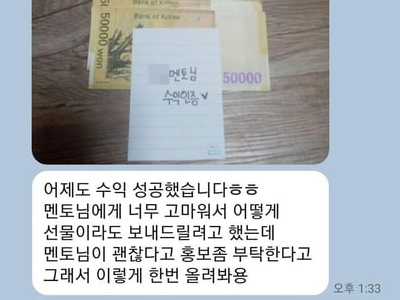 Bank of Korea
Bank of Korea
50000 won
50000
멘토님
수익인증♥
어제도 수익 성공했습니다ㅎㅎ
멘토님에게 너무 고마워서 어떻게
선물이라도 보내드릴려고 했는데
멘토님이 괜찮다고 홍보좀 부탁한다고
그래서 이렇게 한번 올려봐용
오후 1:33